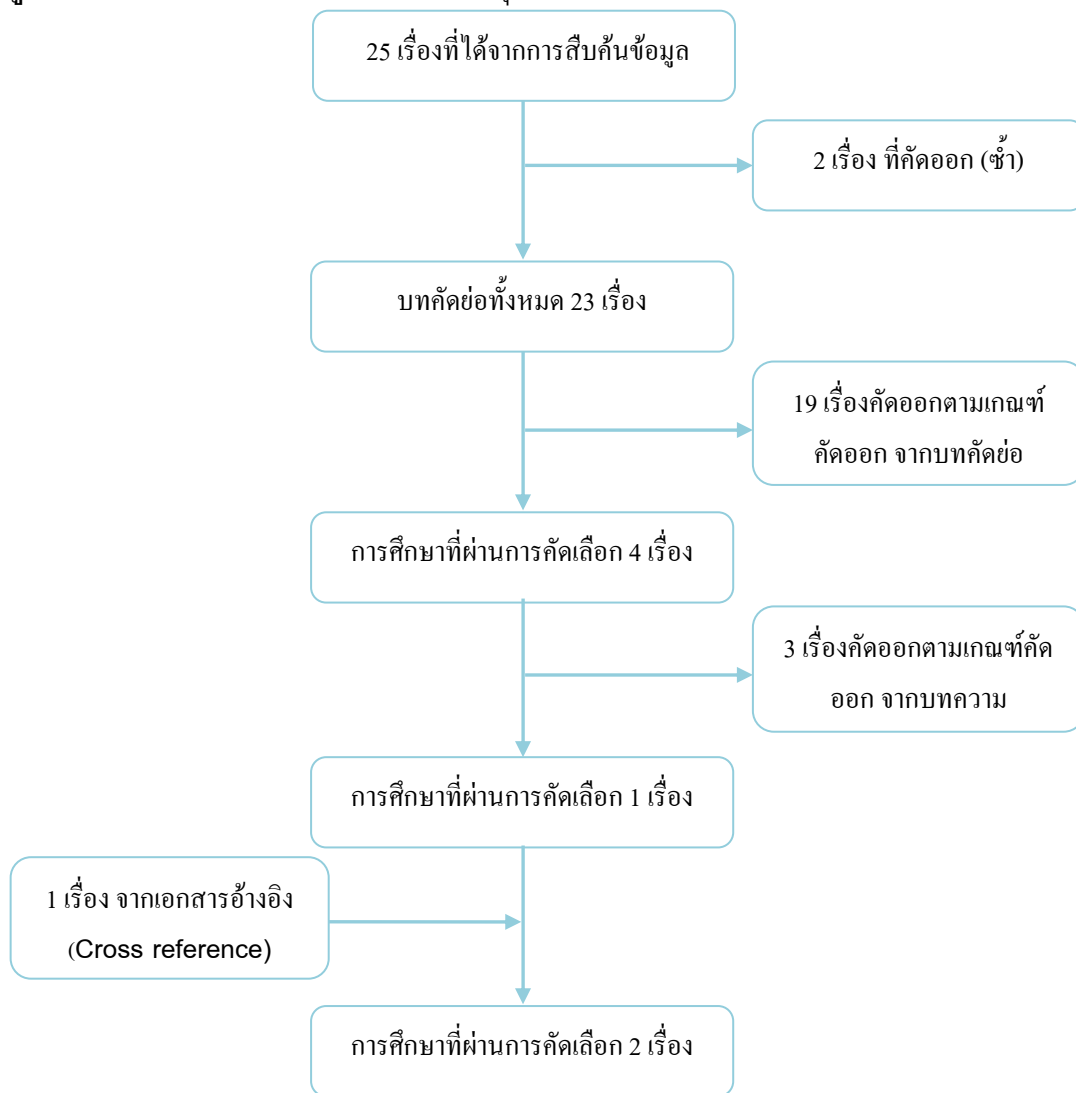 25 เรื่องที่ได้จากการสืบค้นข้อมูล
2 เรื่อง ที่คัดออก (ซ้ำ)
บทคัดย่อทั้งหมด 23 เรื่อง
19 เรื่องคัดออกตามเกณฑ์
คัดออก จากบทคัดย่อ
การศึกษาที่ผ่านการคัดเลือก 4 เรื่อง
3 เรื่องคัดออกตามเกณฑ์คัด
ออก จากบทความ
การศึกษาที่ผ่านการคัดเลือก 1 เรื่อง
1 เรื่อง จากเอกสารอ้างอิง
(Cross reference)
การศึกษาที่ผ่านการคัดเลือก 2 เรื่อง